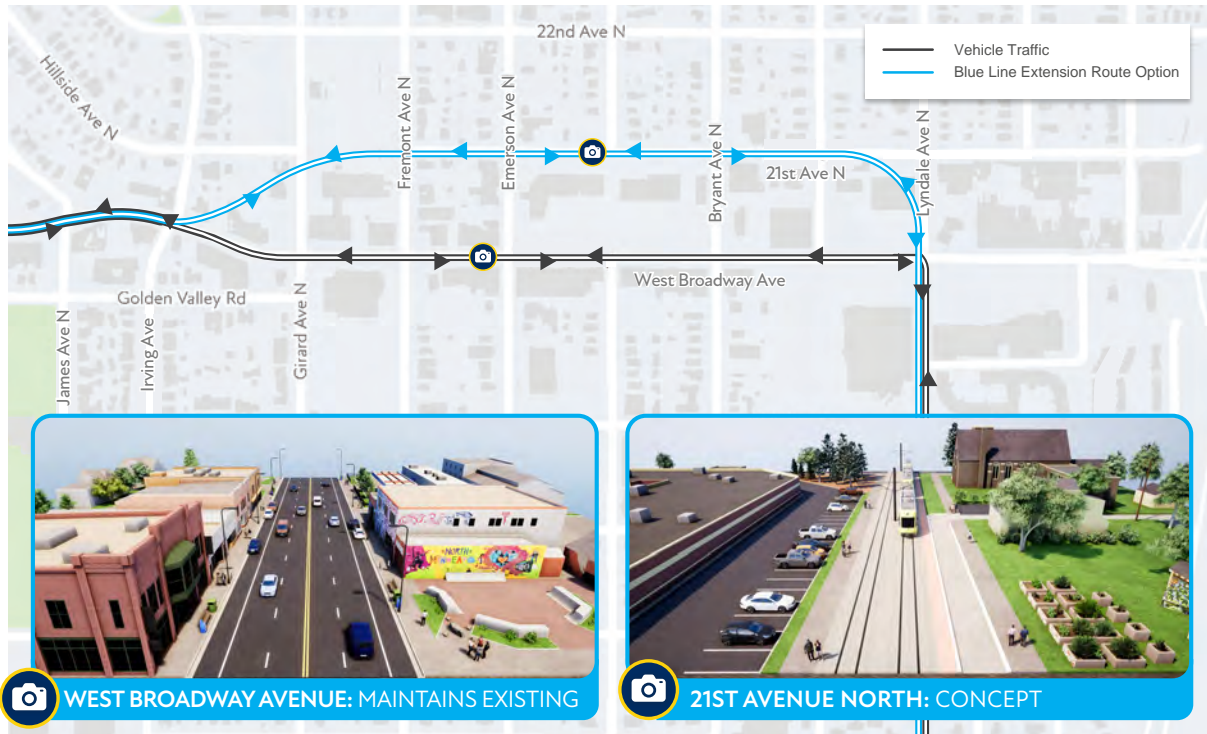 22nd Ave N
Vehicle Traffic
Blue Line Extension Route Option
Hillside Ave N
Fremont Ave N
Emerson Ave N
Bryant Ave N
Lyndale Ave N
21st Ave N
West Broadway Ave
Golden Valley Rd
James Ave N
Irving Ave
Girard Ave N
NORTH
WEST BROADWAY AVENUE: MAINTAINS EXISTING
21ST AVENUE NORTH: CONCEPT